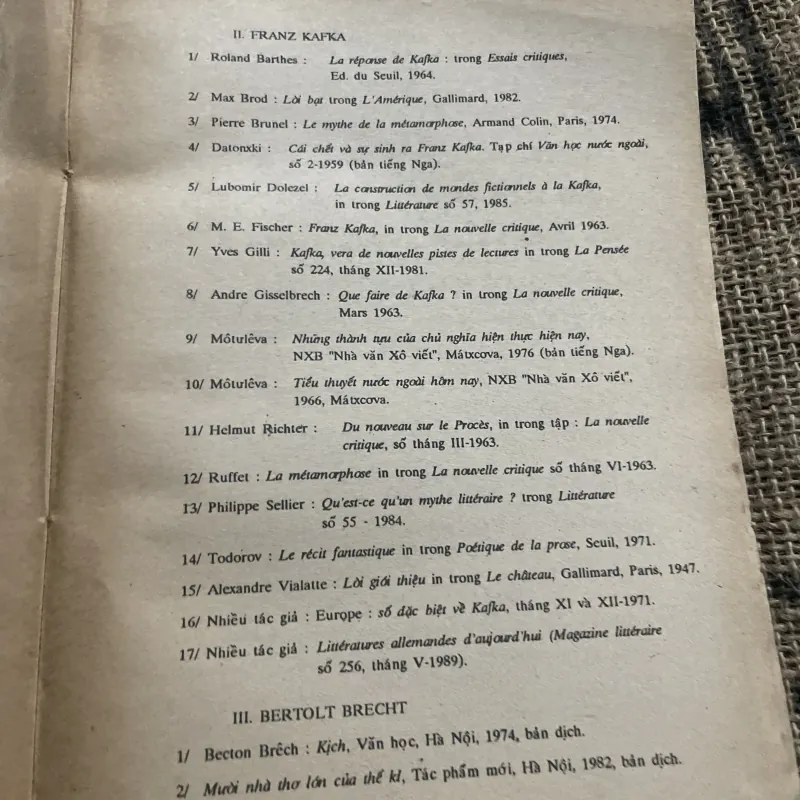 II. FRANZ KAFKA
1/ Roland Barthes : La réponse de Kafka : trong Essais critiques,
Ed. du Seuil, 1964.
2/ Max Brod : Lời bạt trong L'Amérique, Gallimard, 1982.
3/ Pierre Brunel : Le mythe de la métamorphose, Armand Colin, Paris, 1974.
4/ Datonxki : Cái chết và sự sinh ra Franz Kafka. Tạp chí Văn học nước ngoài,
số 2-1959 (bản tiếng Nga).
5/ Lubomir Dolezel : La construction de mondes fictionnels à la Kafka,
in trong Littérature số 57, 1985.
6/ M. E. Fischer : Franz Kafka, in trong La nouvelle critique, Avril 1963.
7/ Yves Gilli : Kafka, vera de nouvelles pistes de lectures in trong La Pensée
số 224, tháng XII-1981.
8/ Andre Gisselbrech : Que faire de Kafka ? in trong La nouvelle critique,
Mars 1963.
9/ Môtulêva : Những thành tựu của chủ nghĩa hiện thực hiện nay,
NXB "Nhà văn Xô viết", Mátxcơva, 1976 (bản tiếng Nga).
10/ Môtulêva : Tiểu thuyết nước ngoài hôm nay, NXB "Nhà văn Xô viết",
1966, Mátxcơva.
11/ Helmut Richter : Du nouveau sur le Procès, in trong tập : La nouvelle
critique, số tháng III-1963.
12/ Ruffet : La métamorphose in trong La nouvelle critique số tháng VI-1963.
13/ Philippe Sellier : Qu'est-ce qu'un mythe littéraire ? trong Littérature
số 55 - 1984.
14/ Todorov : Le récit fantastique in trong Poétique de la prose, Seuil, 1971.
15/ Alexandre Vialatte : Lời giới thiệu in trong Le château, Gallimard, Paris, 1947.
16/ Nhiều tác giả : Europe : số đặc biệt về Kafka, tháng XI và XII-1971.
17/ Nhiều tác giả : Littératures allemandes d'aujourd'hui (Magazine littéraire
số 256, tháng V-1989).
III. BERTOLT BRECHT
1/ Becton Brêch : Kịch, Văn học, Hà Nội, 1974, bản dịch.
2/ Mười nhà thơ lớn của thế kỉ, Tác phẩm mới, Hà Nội, 1982, bản dịch.